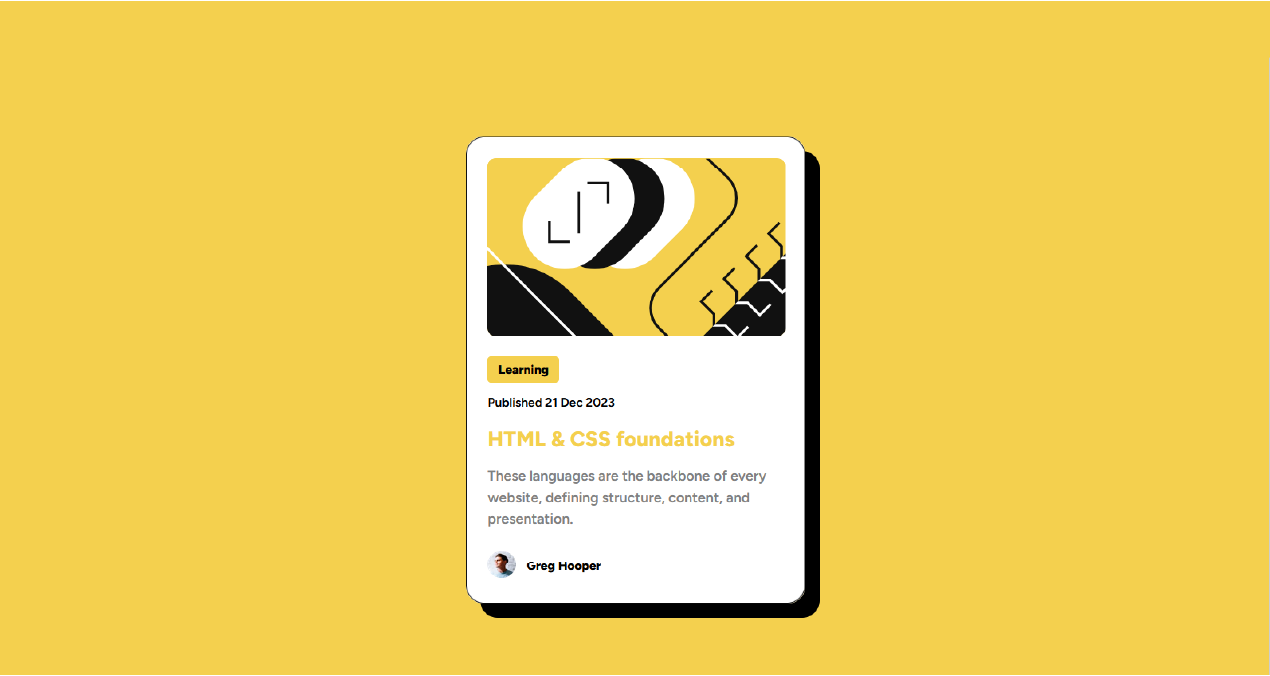 Learning
Published 21 Dec 2023
HTML & CSS foundations
These languages are the backbone of every
website, defining structure, content, and
presentation.
Greg Hooper